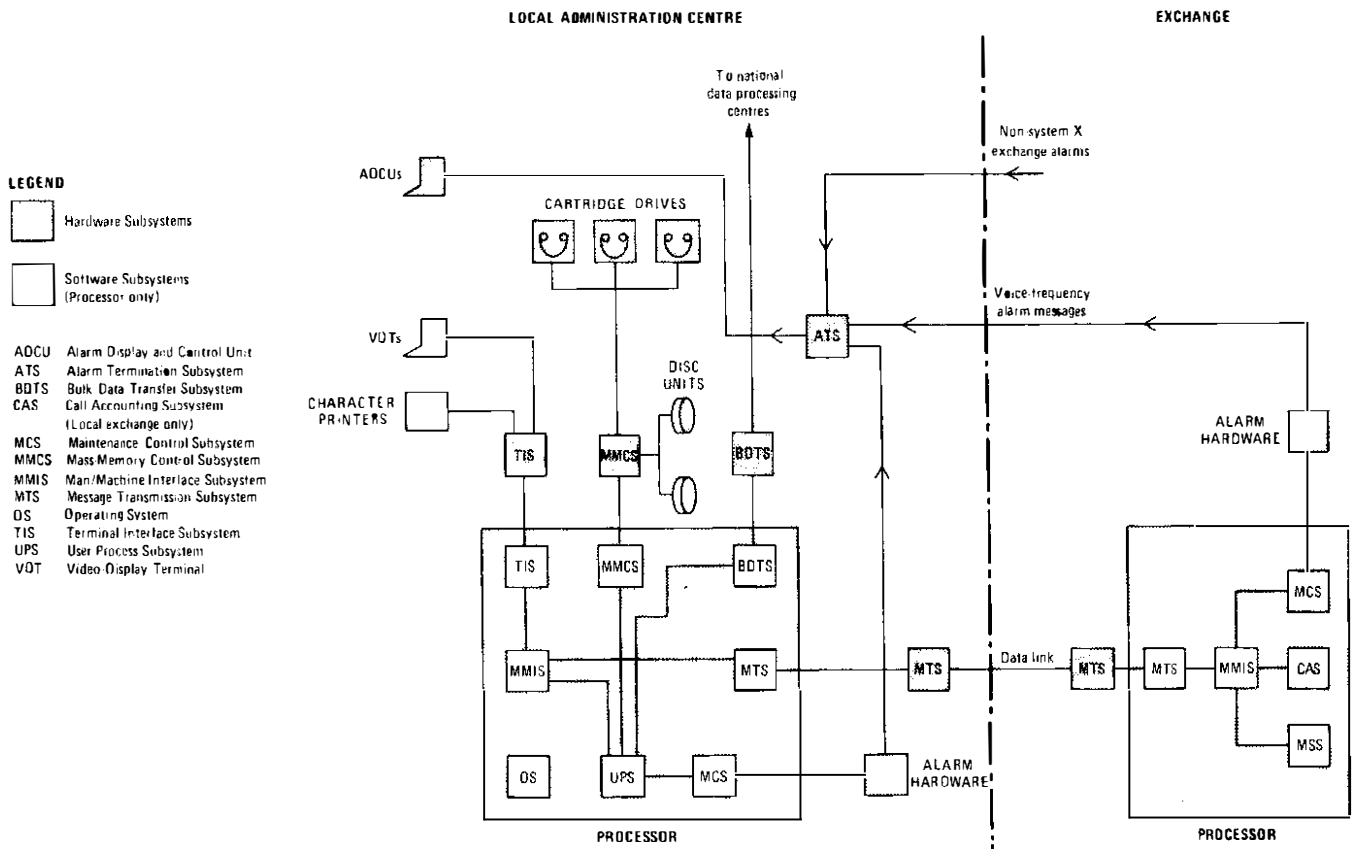 LOCAL ADMINISTRATION CENTRE
EXCHANGE
To national
data processing
centres
Non-system X
exchange alarms
ADCUs
LEGEND
Hardware Subsystems
CARTRIDGE DRIVES
Software Subsystems
(Processor only)
Voice-frequency
alarm messages
VDTs
ATS
ADCU Alarm Display and Control Unit
ATS Alarm Termination Subsystem
BDTS Bulk Data Transfer Subsystem
CAS Call Accounting Subsystem
(Local exchange only)
MCS Maintenance Control Subsystem
MMCS Mass-Memory Control Subsystem
MMIS Man/Machine Interface Subsystem
MTS Message Transmission Subsystem
OS Operating System
TIS Terminal Interface Subsystem
UPS User Process Subsystem
VDT Video-Display Terminal
DISC
UNITS
CHARACTER
PRINTERS
ALARM
HARDWARE
TIS
MMCS
BDTS
TIS
MMCS
BDTS
MCS
MMIS
MTS
MTS
Data link
MTS
MTS
MMIS
CAS
OS
UPS
MCS
ALARM
HARDWARE
MSS
PROCESSOR
PROCESSOR